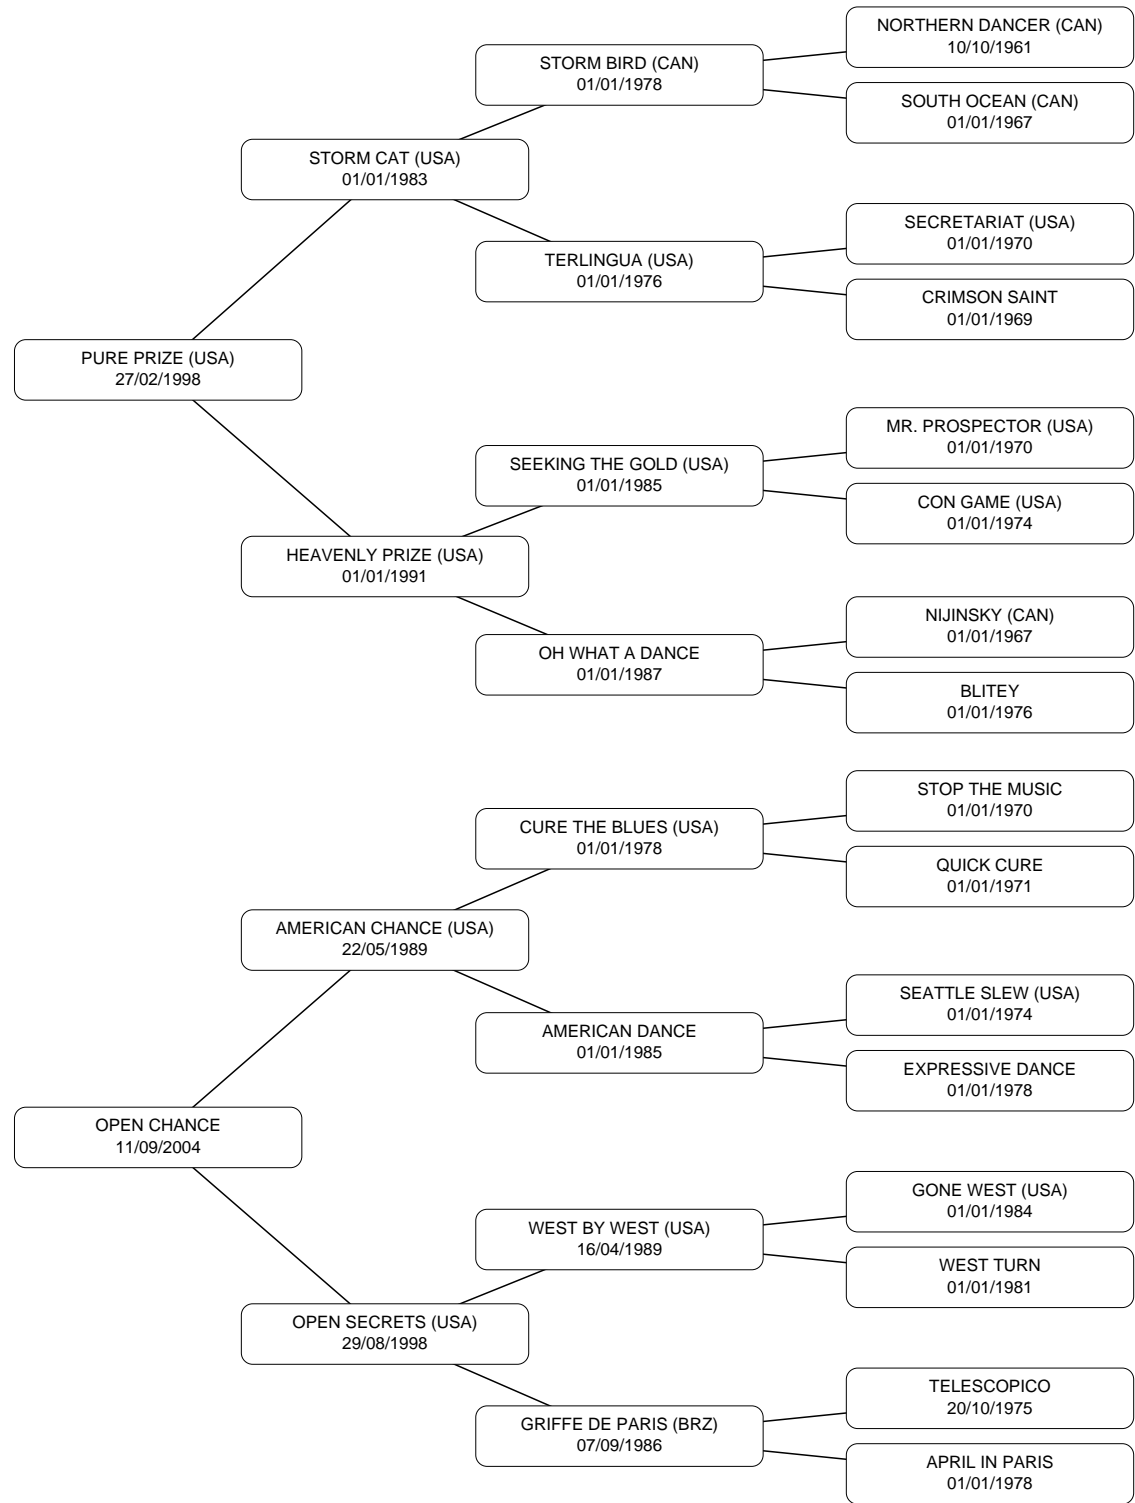 NORTHERN DANCER (CAN)
10/10/1961
STORM BIRD (CAN)
01/01/1978
SOUTH OCEAN (CAN)
01/01/1967
STORM CAT (USA)
01/01/1983
SECRETARIAT (USA)
01/01/1970
TERLINGUA (USA)
01/01/1976
CRIMSON SAINT
01/01/1969
PURE PRIZE (USA)
27/02/1998
MR. PROSPECTOR (USA)
01/01/1970
SEEKING THE GOLD (USA)
01/01/1985
CON GAME (USA)
01/01/1974
HEAVENLY PRIZE (USA)
01/01/1991
NIJINSKY (CAN)
01/01/1967
OH WHAT A DANCE
01/01/1987
BLITEY
01/01/1976
STOP THE MUSIC
01/01/1970
CURE THE BLUES (USA)
01/01/1978
QUICK CURE
01/01/1971
AMERICAN CHANCE (USA)
22/05/1989
SEATTLE SLEW (USA)
01/01/1974
AMERICAN DANCE
01/01/1985
EXPRESSIVE DANCE
01/01/1978
OPEN CHANCE
11/09/2004
GONE WEST (USA)
01/01/1984
WEST BY WEST (USA)
16/04/1989
WEST TURN
01/01/1981
OPEN SECRETS (USA)
29/08/1998
TELESCOPICO
20/10/1975
GRIFFE DE PARIS (BRZ)
07/09/1986
APRIL IN PARIS
01/01/1978